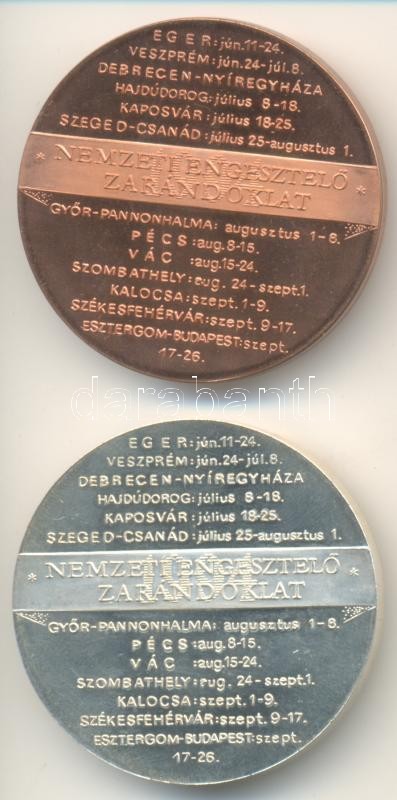 EGER: jún. 11-24.
VESZPRÉM: jún. 24-júl. 8.
DEBRECEN-NYÍREGYHÁZA
HAJDÚDOROG: július 8-18.
KAPOSVÁR: július 18-25.
SZEGED-CSANÁD: július 25-augusztus 1.
* NEMZETI ENGESZTELŐ *
ZARÁNDOKLAT
GYŐR-PANNONHALMA: augusztus 1-8.
PÉCS: aug. 8-15.
VÁC: aug. 15-24.
SZOMBATHELY: aug. 24-szept. 1.
KALOCSA: szept. 1-9.
SZÉKESFEHÉRVÁR: szept. 9-17.
ESZTERGOM-BUDAPEST: szept.
17-26.
darabanth
EGER: jún. 11-24.
VESZPRÉM: jún. 24-júl. 8.
DEBRECEN-NYÍREGYHÁZA
HAJDÚDOROG: július 8-18.
KAPOSVÁR: július 18-25.
SZEGED-CSANÁD: július 25-augusztus 1.
* NEMZETI ENGESZTELŐ *
ZARÁNDOKLAT
GYŐR-PANNONHALMA: augusztus 1-8.
PÉCS: aug. 8-15.
VÁC: aug. 15-24.
SZOMBATHELY: aug. 24-szept. 1.
KALOCSA: szept. 1-9.
SZÉKESFEHÉRVÁR: szept. 9-17.
ESZTERGOM-BUDAPEST: szept.
17-26.